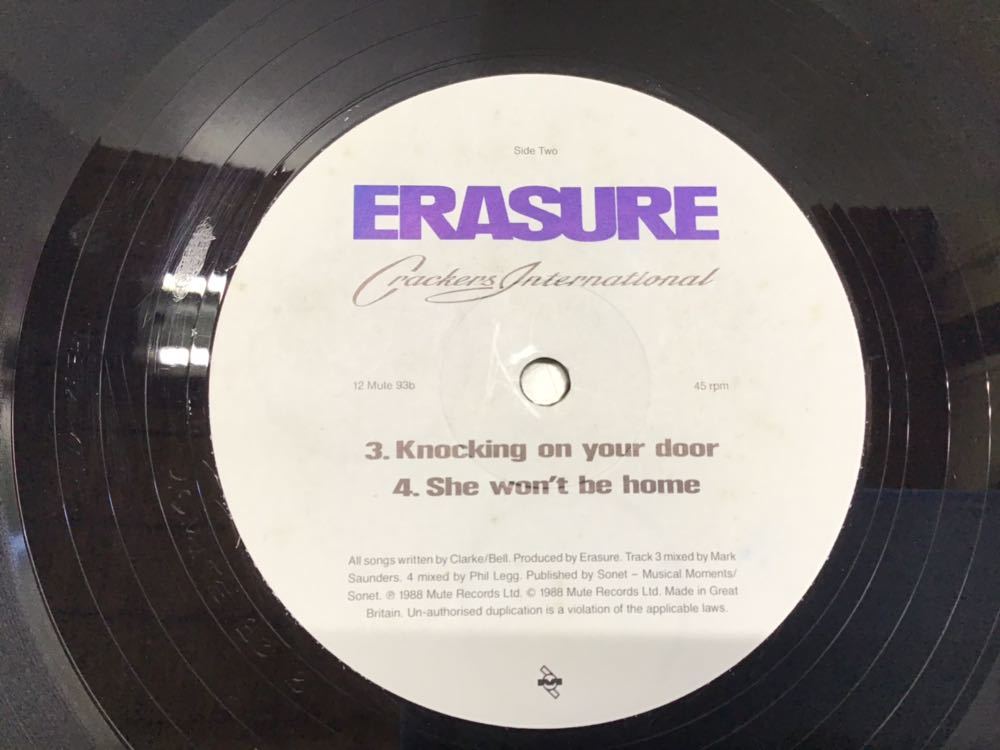 Side Two
ERASURE
Crackers International
12 Mute 93b
45 rpm
3. Knocking on your door
4. She won't be home
All songs written by Clarke/Bell. Produced by Erasure. Track 3 mixed by Mark
Saunders. 4 mixed by Phil Legg. Published by Sonet – Musical Moments/
Sonet. ℗ 1988 Mute Records Ltd. © 1988 Mute Records Ltd. Made in Great
Britain. Un-authorised duplication is a violation of the applicable laws.